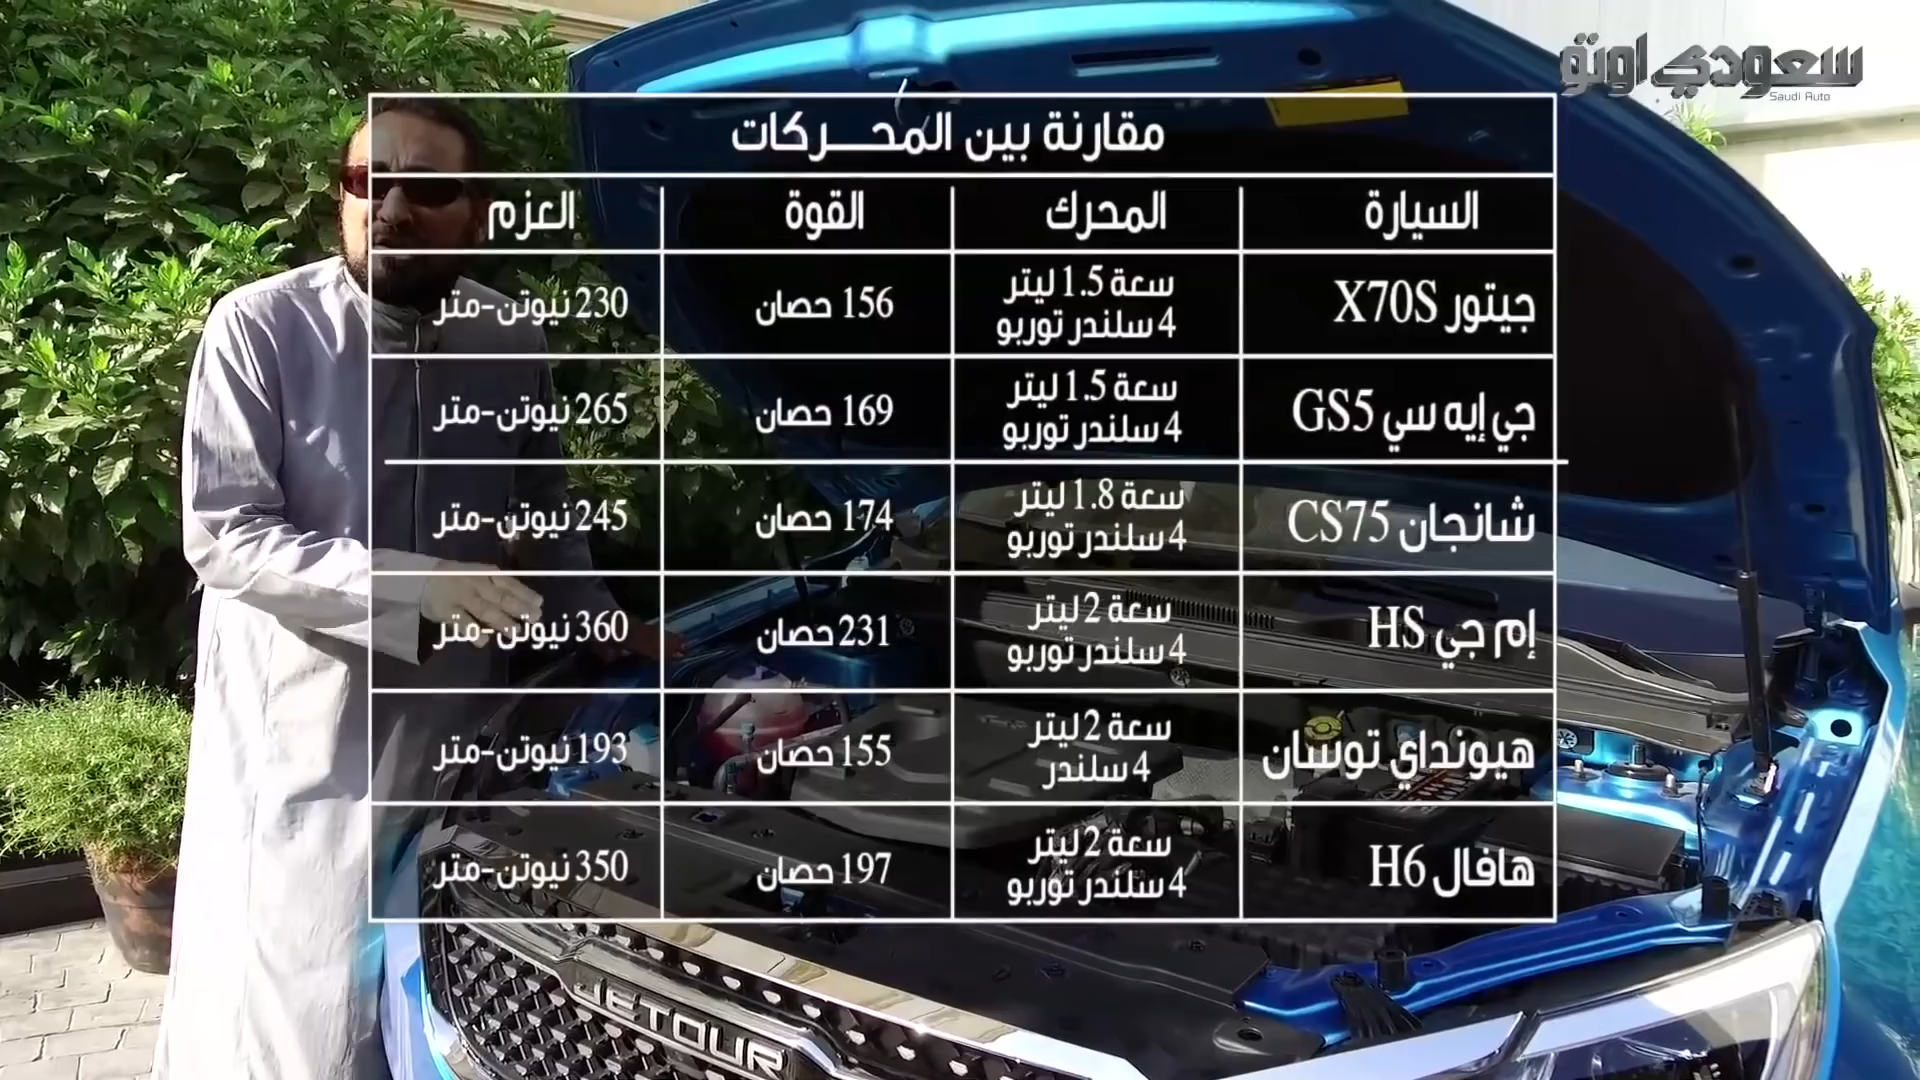 سعودي اوتو
Saudi Auto
مقارنة بين المحـــركات
السيارة المحرك القوة العزم
جيتور X70S سعة 1.5 ليتر 4 سلندر توربو 156 حصان 230 نيوتن-متر
جي إيه سي GS5 سعة 1.5 ليتر 4 سلندر توربو 169 حصان 265 نيوتن-متر
شانجان CS75 سعة 1.8 ليتر 4 سلندر توربو 174 حصان 245 نيوتن-متر
إم جي HS سعة 2 ليتر 4 سلندر توربو 231 حصان 360 نيوتن-متر
هيونداي توسان سعة 2 ليتر 4 سلندر 155 حصان 193 نيوتن-متر
هافال H6 سعة 2 ليتر 4 سلندر توربو 197 حصان 350 نيوتن-متر
JETOUR